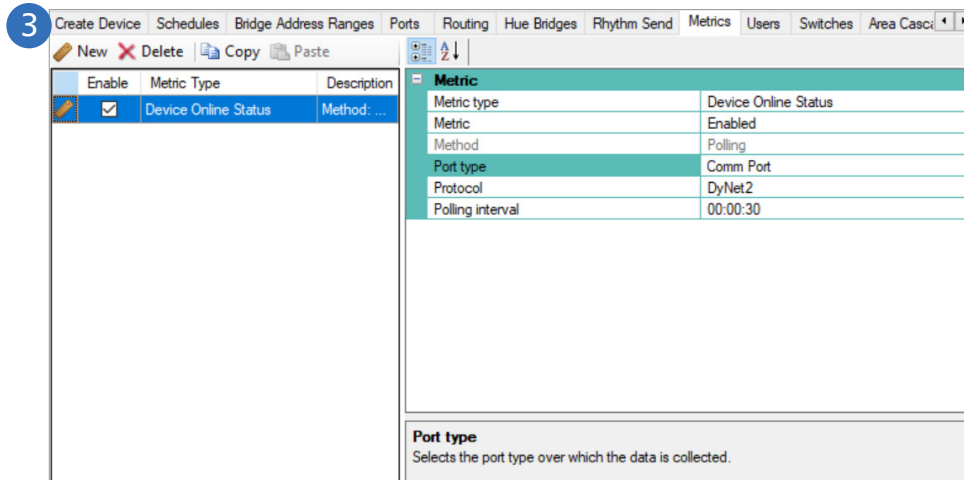 3
Create Device Schedules Bridge Address Ranges Ports Routing Hue Bridges Rhythm Send Metrics Users Switches Area Casca
New Delete Copy Paste
Enable Metric Type Description
Device Online Status Method: ...
Metric
Metric type Device Online Status
Metric Enabled
Method Polling
Port type Comm Port
Protocol DyNet2
Polling interval 00:00:30
Port type
Selects the port type over which the data is collected.